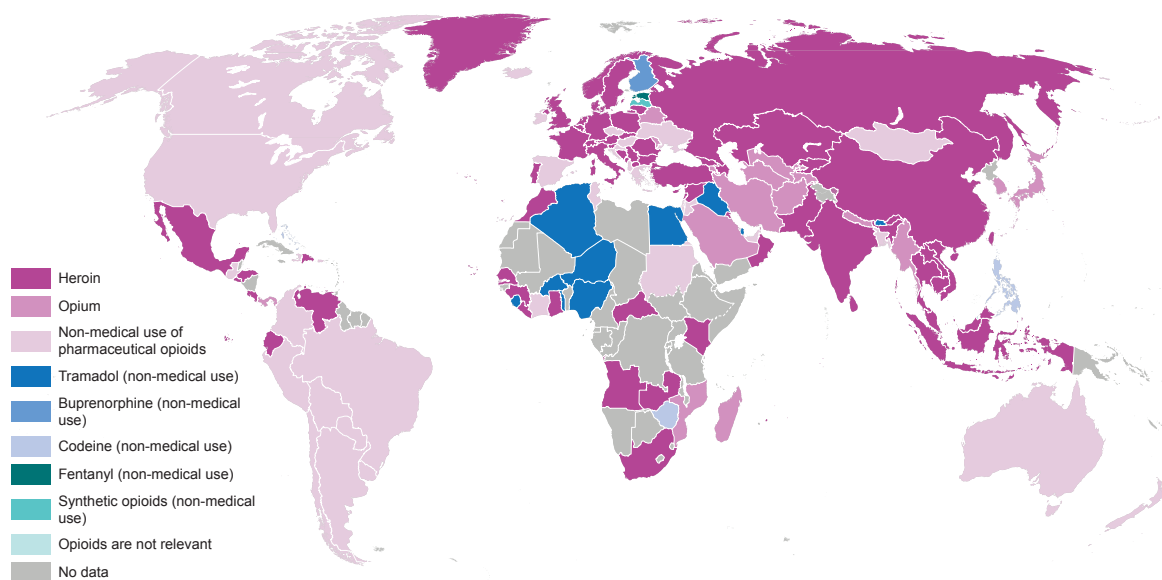 Heroin
Opium
Non-medical use of
pharmaceutical opioids
Tramadol (non-medical use)
Buprenorphine (non-medical
use)
Codeine (non-medical use)
Fentanyl (non-medical use)
Synthetic opioids (non-medical
use)
Opioids are not relevant
No data